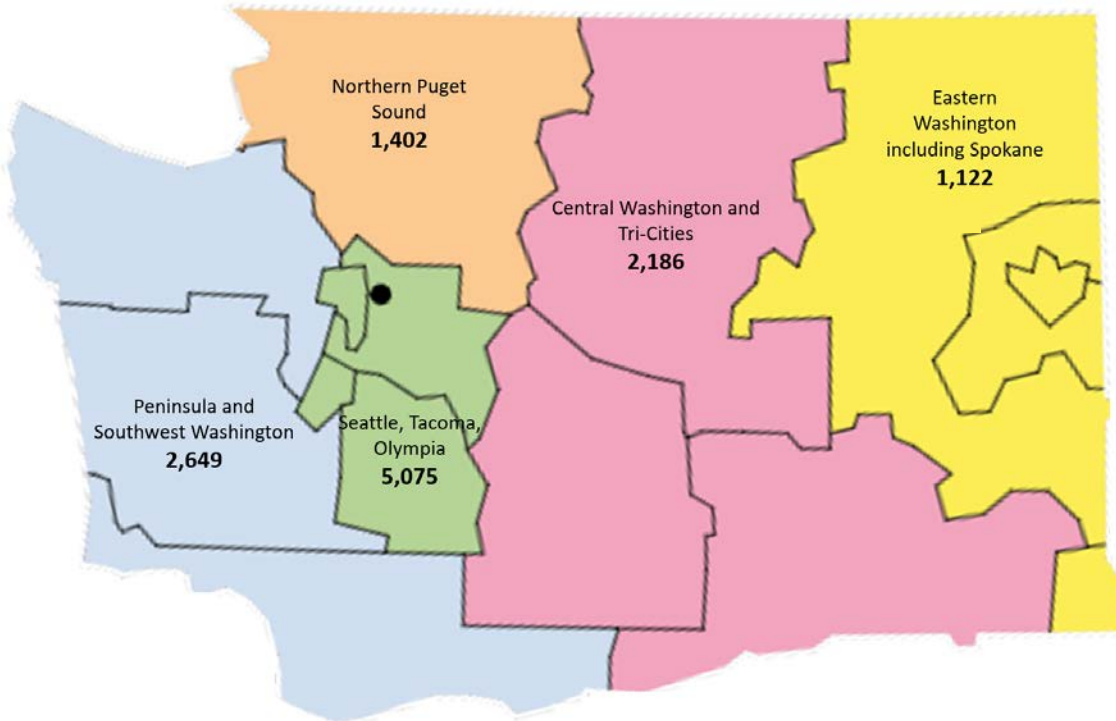 Northern Puget
Sound
1,402
Eastern
Washington
including Spokane
1,122
Central Washington and
Tri-Cities
2,186
Peninsula and
Southwest Washington
2,649
Seattle, Tacoma,
Olympia
5,075